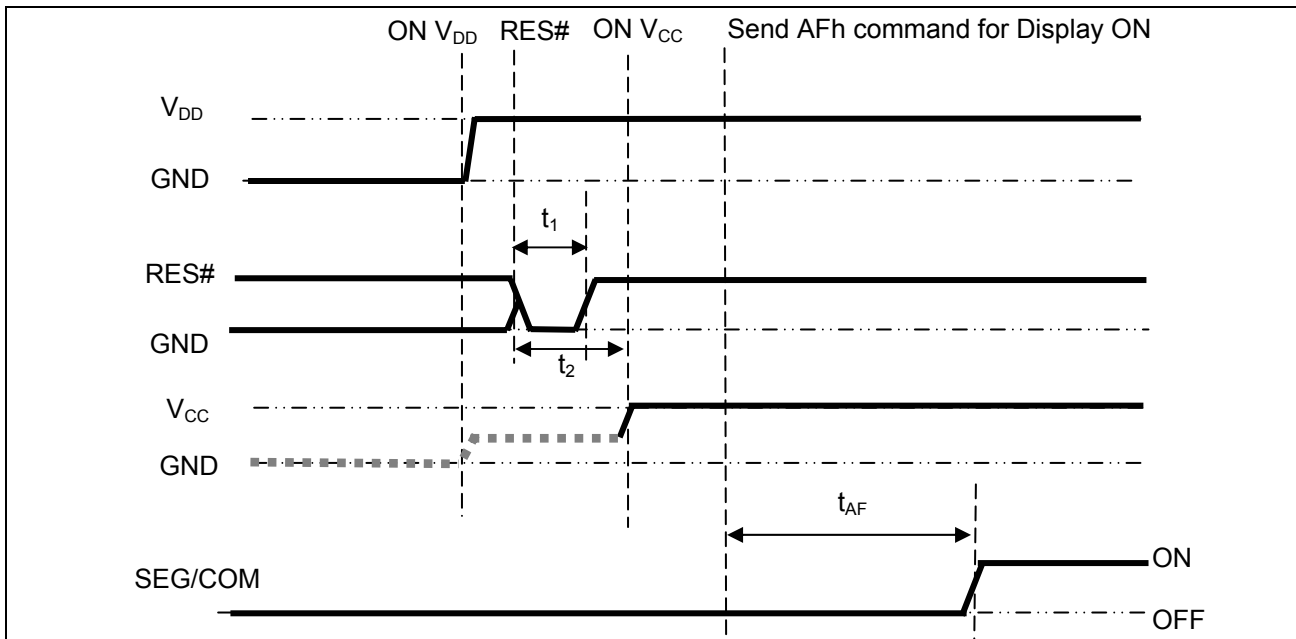 ON VDD RES# ON VCC Send AFh command for Display ON
VDD
GND
t1
RES#
GND
t2
VCC
GND
tAF
SEG/COM
ON
OFF